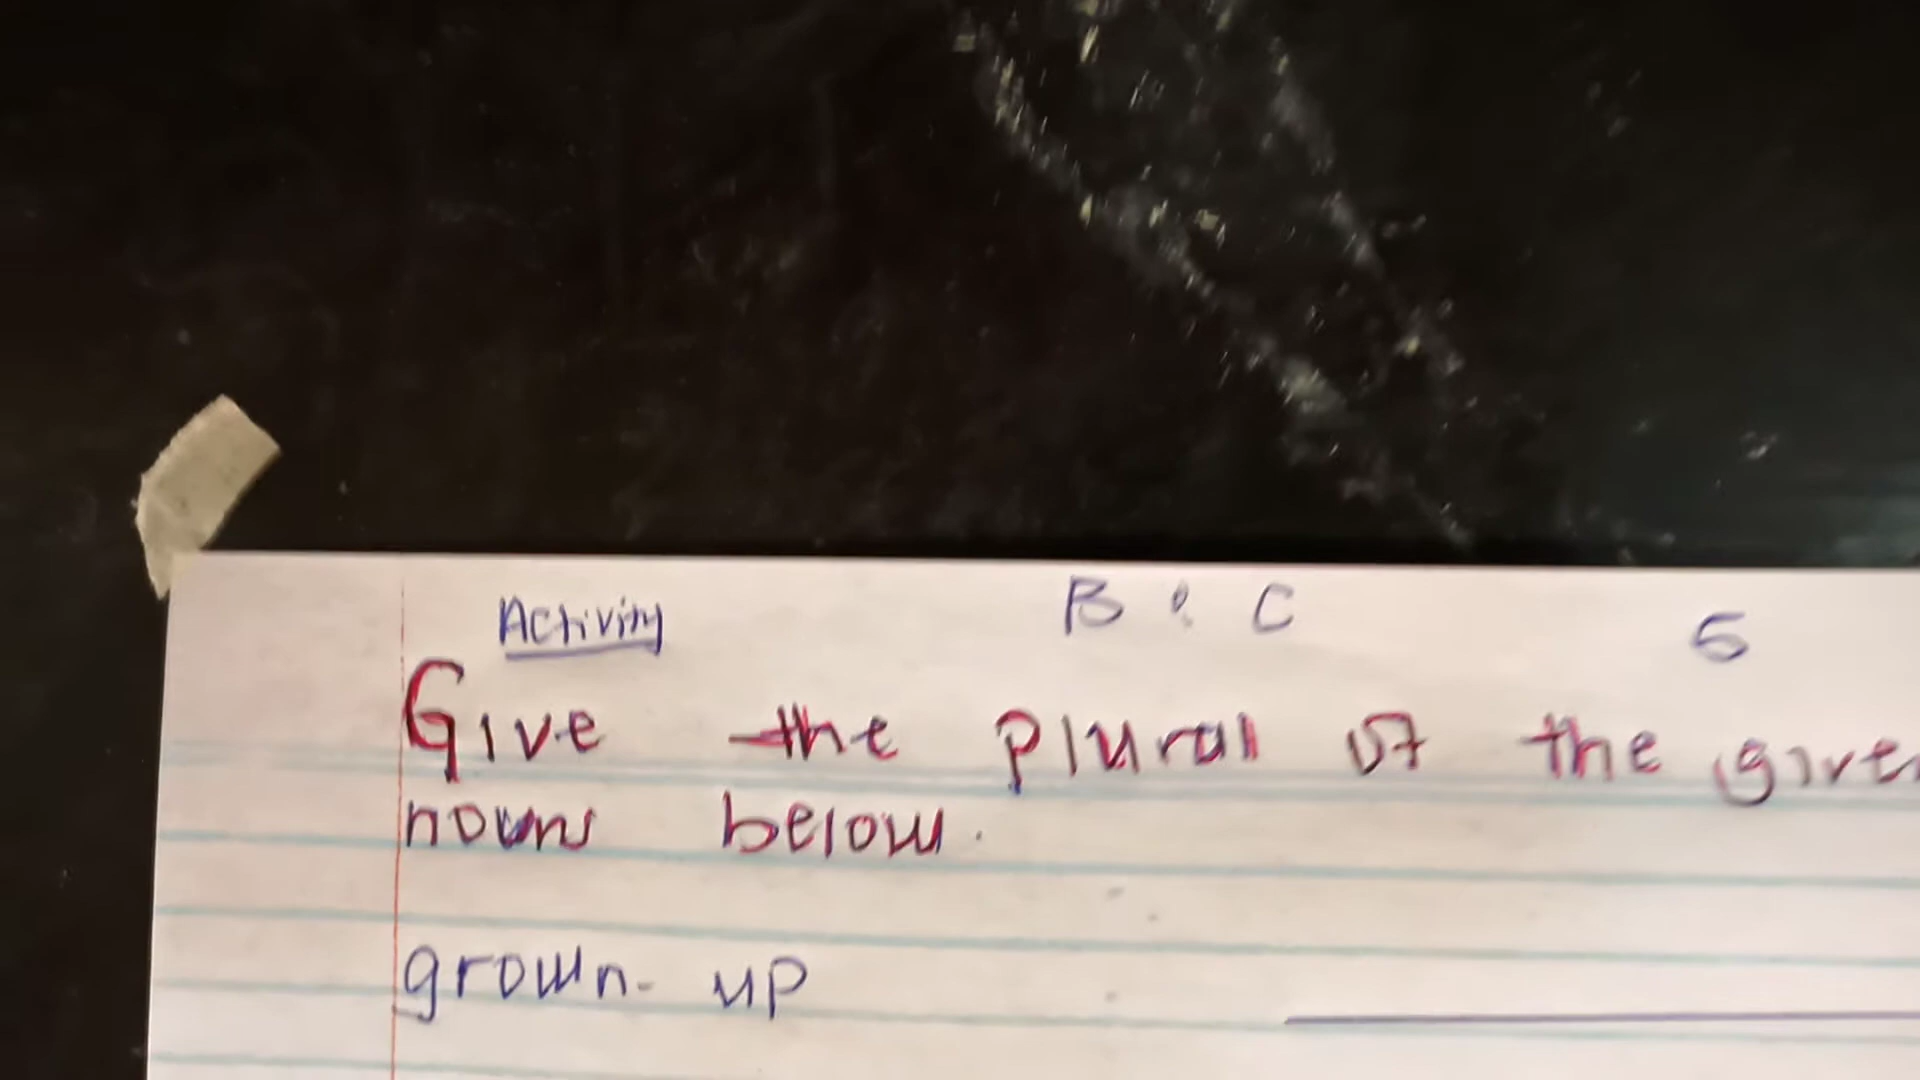 Activity B : C 5
Give the plural of the given
nouns below.
grown-up